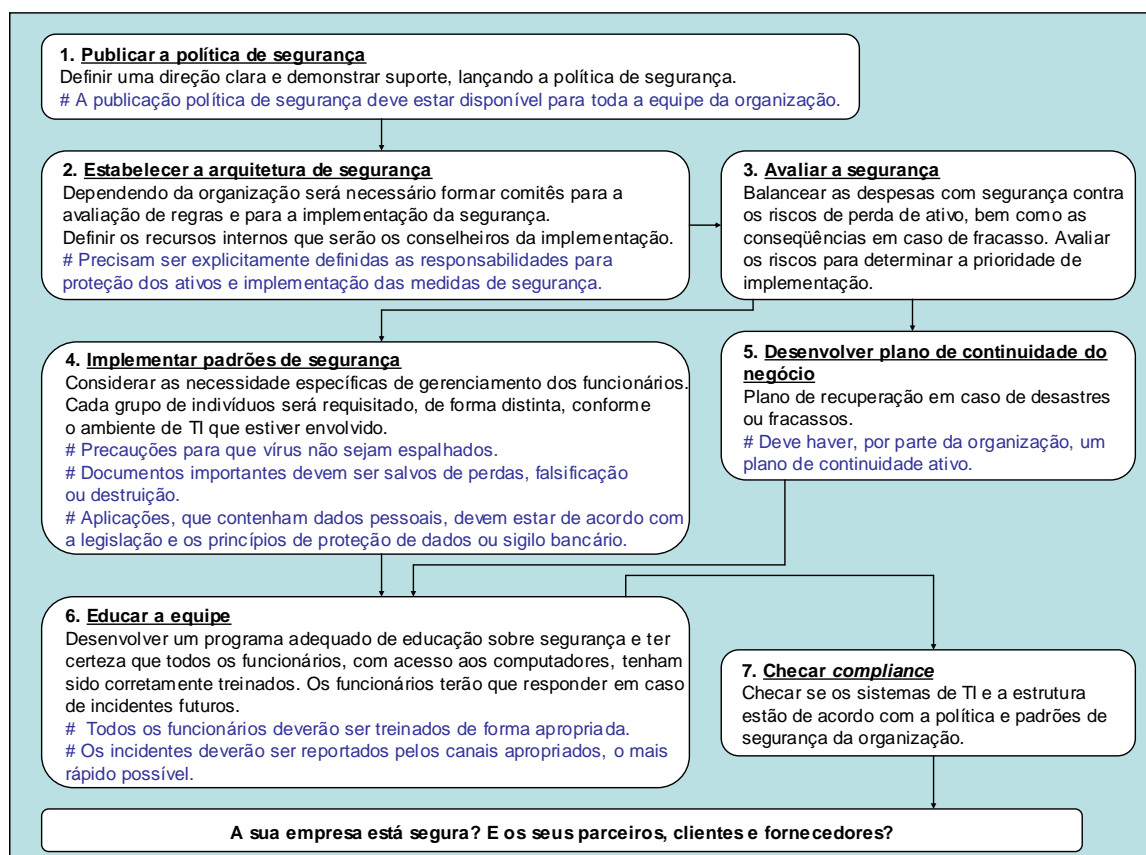 1. Publicar a política de segurança
Definir uma direção clara e demonstrar suporte, lançando a política de segurança.
# A publicação política de segurança deve estar disponível para toda a equipe da organização.
2. Estabelecer a arquitetura de segurança
Dependendo da organização será necessário formar comitês para a
avaliação de regras e para a implementação da segurança.
Definir os recursos internos que serão os conselheiros da implementação.
# Precisam ser explicitamente definidas as responsabilidades para
proteção dos ativos e implementação das medidas de segurança.
3. Avaliar a segurança
Balancear as despesas com segurança contra
os riscos de perda de ativo, bem como as
conseqüências em caso de fracasso. Avaliar
os riscos para determinar a prioridade de
implementação.
4. Implementar padrões de segurança
Considerar as necessidade específicas de gerenciamento dos funcionários.
Cada grupo de indivíduos será requisitado, de forma distinta, conforme
o ambiente de TI que estiver envolvido.
# Precauções para que vírus não sejam espalhados.
# Documentos importantes devem ser salvos de perdas, falsificação
ou destruição.
# Aplicações, que contenham dados pessoais, devem estar de acordo com
a legislação e os princípios de proteção de dados ou sigilo bancário.
5. Desenvolver plano de continuidade do
negócio
Plano de recuperação em caso de desastres
ou fracassos.
# Deve haver, por parte da organização, um
plano de continuidade ativo.
6. Educar a equipe
Desenvolver um programa adequado de educação sobre segurança e ter
certeza que todos os funcionários, com acesso aos computadores, tenham
sido corretamente treinados. Os funcionários terão que responder em caso
de incidentes futuros.
# Todos os funcionários deverão ser treinados de forma apropriada.
# Os incidentes deverão ser reportados pelos canais apropriados, o mais
rápido possível.
7. Checar compliance
Checar se os sistemas de TI e a estrutura
estão de acordo com a política e padrões de
segurança da organização.
A sua empresa está segura? E os seus parceiros, clientes e fornecedores?